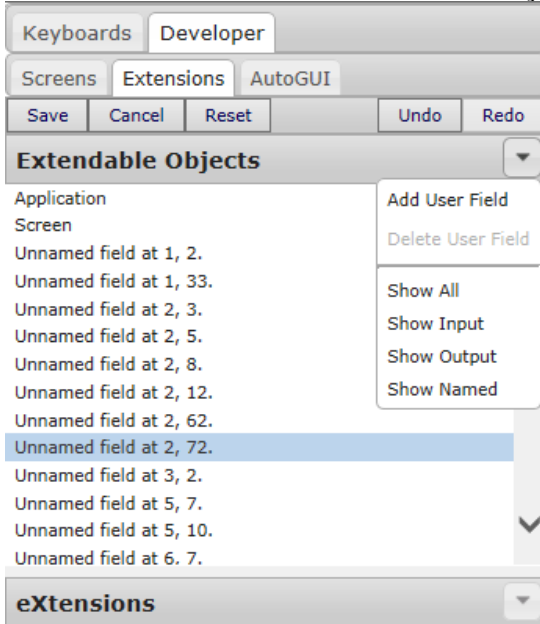 Keyboards Developer
Screens Extensions AutoGUI
Save Cancel Reset Undo Redo
Extendable Objects
Application
Screen
Unnamed field at 1, 2.
Unnamed field at 1, 33.
Unnamed field at 2, 3.
Unnamed field at 2, 5.
Unnamed field at 2, 8.
Unnamed field at 2, 12.
Unnamed field at 2, 62.
Unnamed field at 2, 72.
Unnamed field at 3, 2.
Unnamed field at 5, 7.
Unnamed field at 5, 10.
Unnamed field at 6, 7.
Add User Field
Delete User Field
Show All
Show Input
Show Output
Show Named
eXtensions